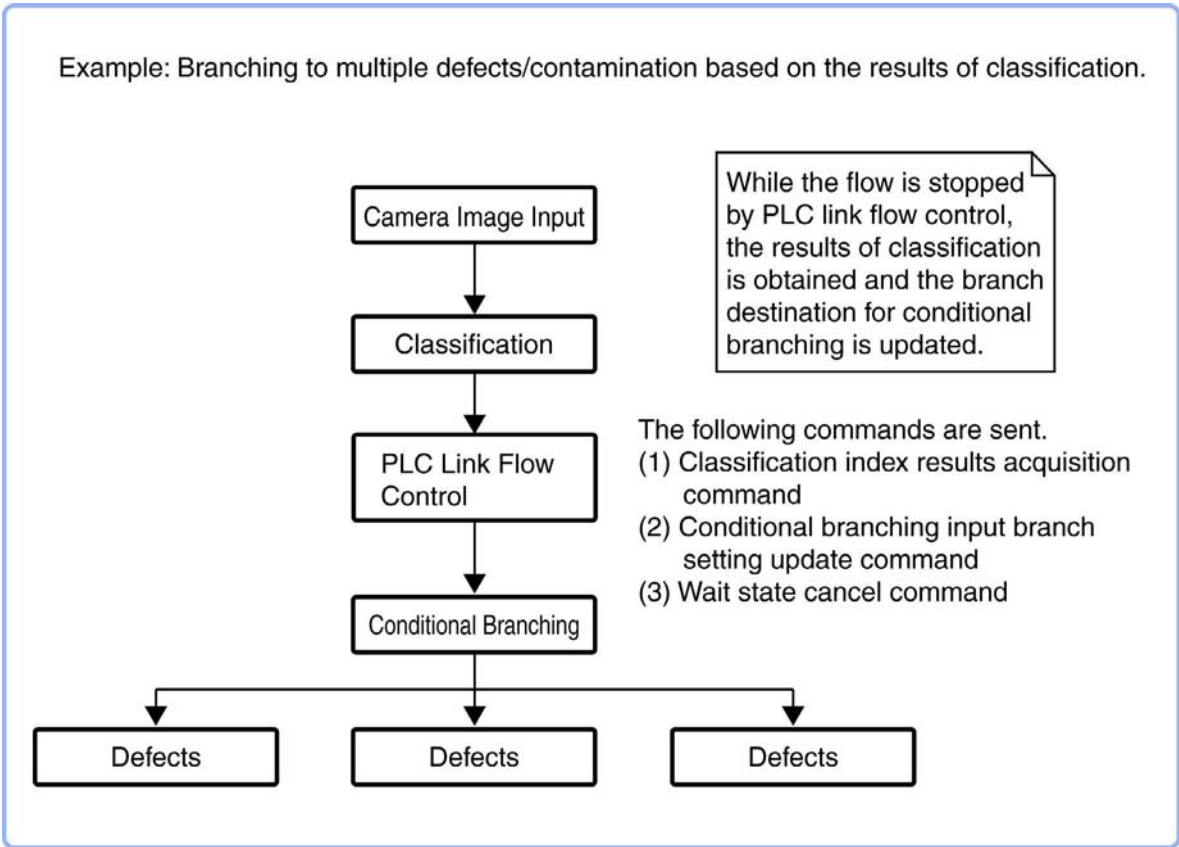 Example: Branching to multiple defects/contamination based on the results of classification.
Camera Image Input
While the flow is stopped
by PLC link flow control,
the results of classification
is obtained and the branch
destination for conditional
branching is updated.
Classification
PLC Link Flow
Control
The following commands are sent.
(1) Classification index results acquisition
command
(2) Conditional branching input branch
setting update command
(3) Wait state cancel command
Conditional Branching
Defects
Defects
Defects